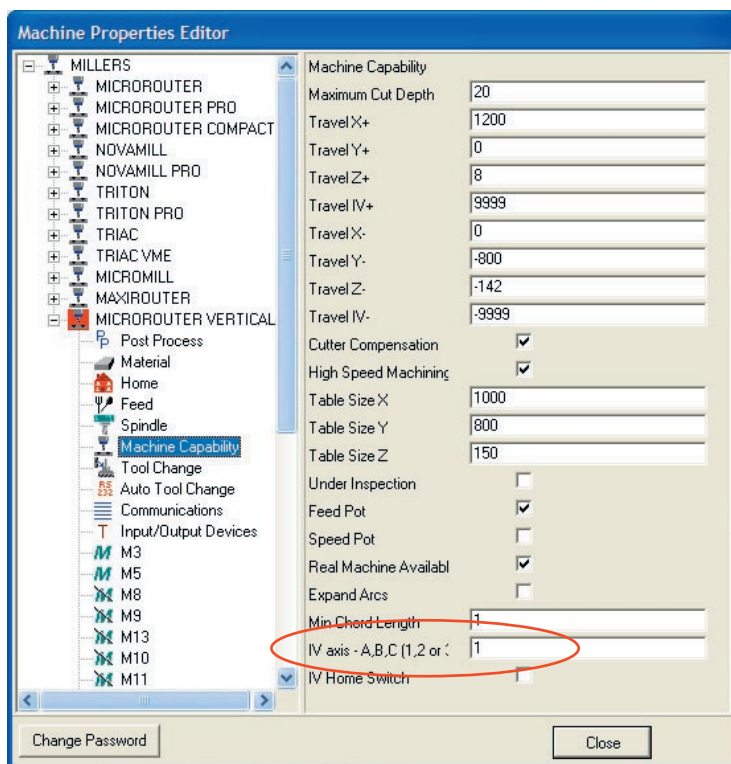 Machine Properties Editor
MILLERS
MICROROUTER
MICROROUTER PRO
MICROROUTER COMPACT
NOVAMILL
NOVAMILL PRO
TRITON
TRITON PRO
TRIAC
TRIAC VME
MICROMILL
MAXIROUTER
MICROROUTER VERTICAL
PP Post Process
Material
Home
Feed
Spindle
Machine Capability
Tool Change
RS 232 Auto Tool Change
Communications
T Input/Output Devices
M M3
M M5
M M8
M M9
M M13
M M10
M M11
Machine Capability
Maximum Cut Depth 20
Travel X+ 1200
Travel Y+ 0
Travel Z+ 8
Travel IV+ 9999
Travel X- 0
Travel Y- -800
Travel Z- -142
Travel IV- -9999
Cutter Compensation
High Speed Machining
Table Size X 1000
Table Size Y 800
Table Size Z 150
Under Inspection
Feed Pot
Speed Pot
Real Machine Availabl
Expand Arcs
Min Chord Length 1
IV axis - A,B,C (1,2 or 1
IV Home Switch
Change Password
Close